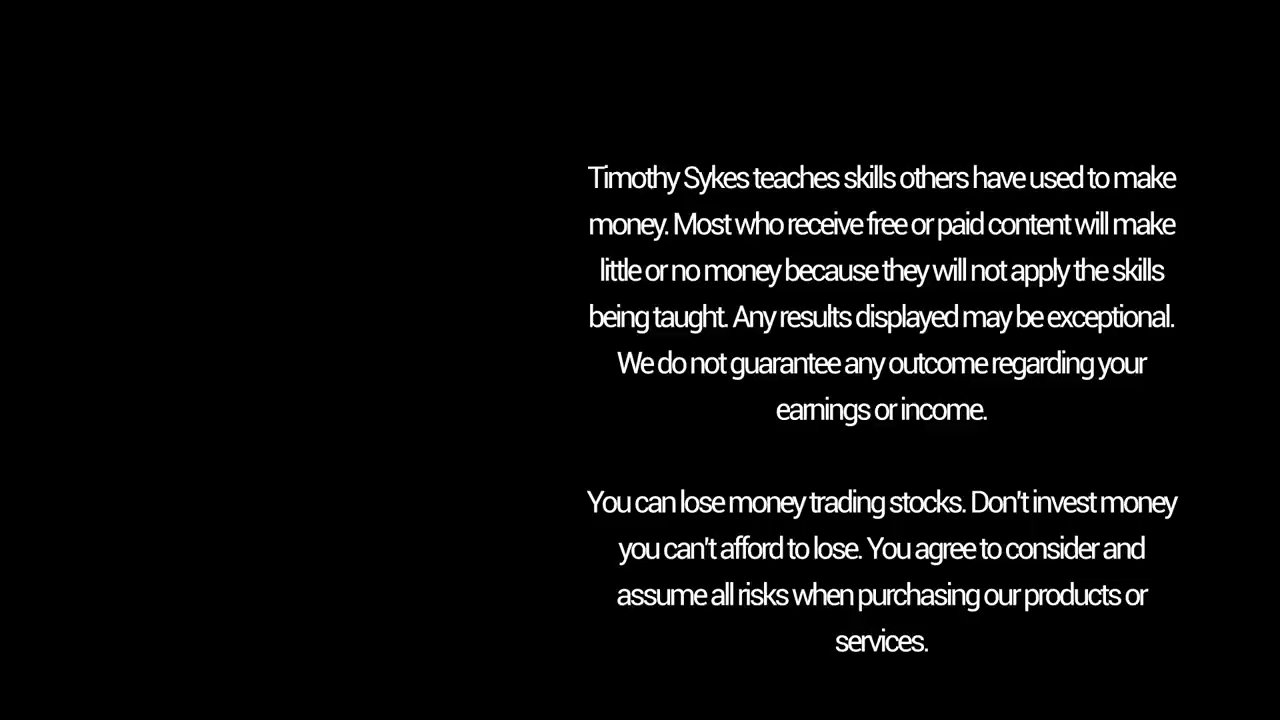 Timothy Sykes teaches skills others have used to make
money. Most who receive free or paid content will make
little or no money because they will not apply the skills
being taught. Any results displayed may be exceptional.
We do not guarantee any outcome regarding your
earnings or income.
You can lose money trading stocks. Don't invest money
you can't afford to lose. You agree to consider and
assume all risks when purchasing our products or
services.